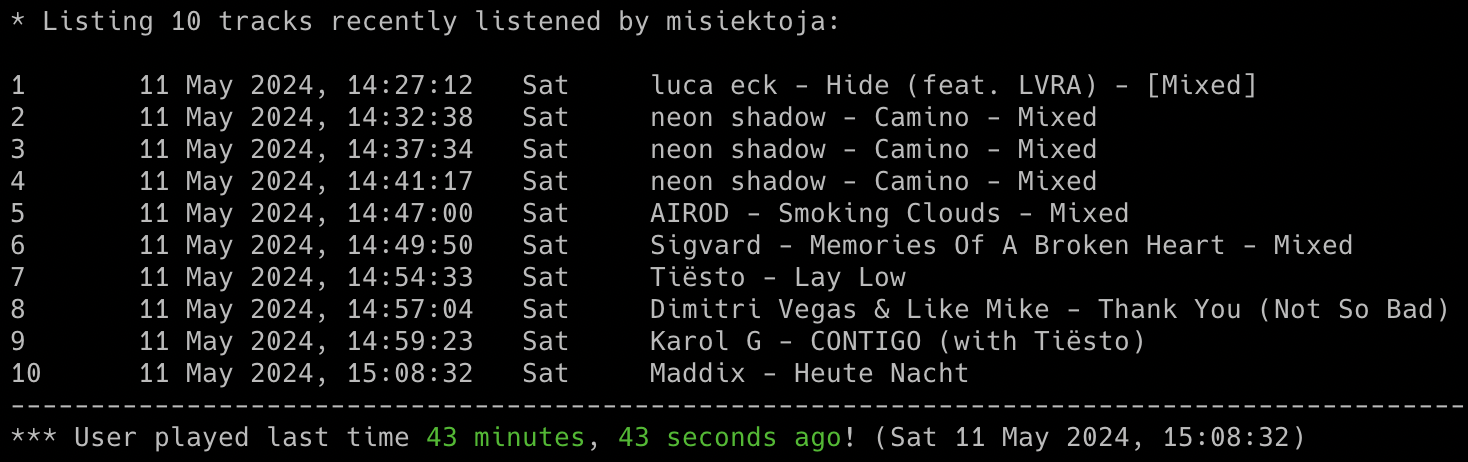 * Listing 10 tracks recently listened by misiektoja:
1 11 May 2024, 14:27:12 Sat luca eck - Hide (feat. LVRA) - [Mixed]
2 11 May 2024, 14:32:38 Sat neon shadow - Camino - Mixed
3 11 May 2024, 14:37:34 Sat neon shadow - Camino - Mixed
4 11 May 2024, 14:41:17 Sat neon shadow - Camino - Mixed
5 11 May 2024, 14:47:00 Sat AIROD - Smoking Clouds - Mixed
6 11 May 2024, 14:49:50 Sat Sigvard - Memories Of A Broken Heart - Mixed
7 11 May 2024, 14:54:33 Sat Tiësto - Lay Low
8 11 May 2024, 14:57:04 Sat Dimitri Vegas & Like Mike - Thank You (Not So Bad)
9 11 May 2024, 14:59:23 Sat Karol G - CONTIGO (with Tiësto)
10 11 May 2024, 15:08:32 Sat Maddix - Heute Nacht
--------------------------------------------------------------------------------------------
*** User played last time 43 minutes, 43 seconds ago! (Sat 11 May 2024, 15:08:32)